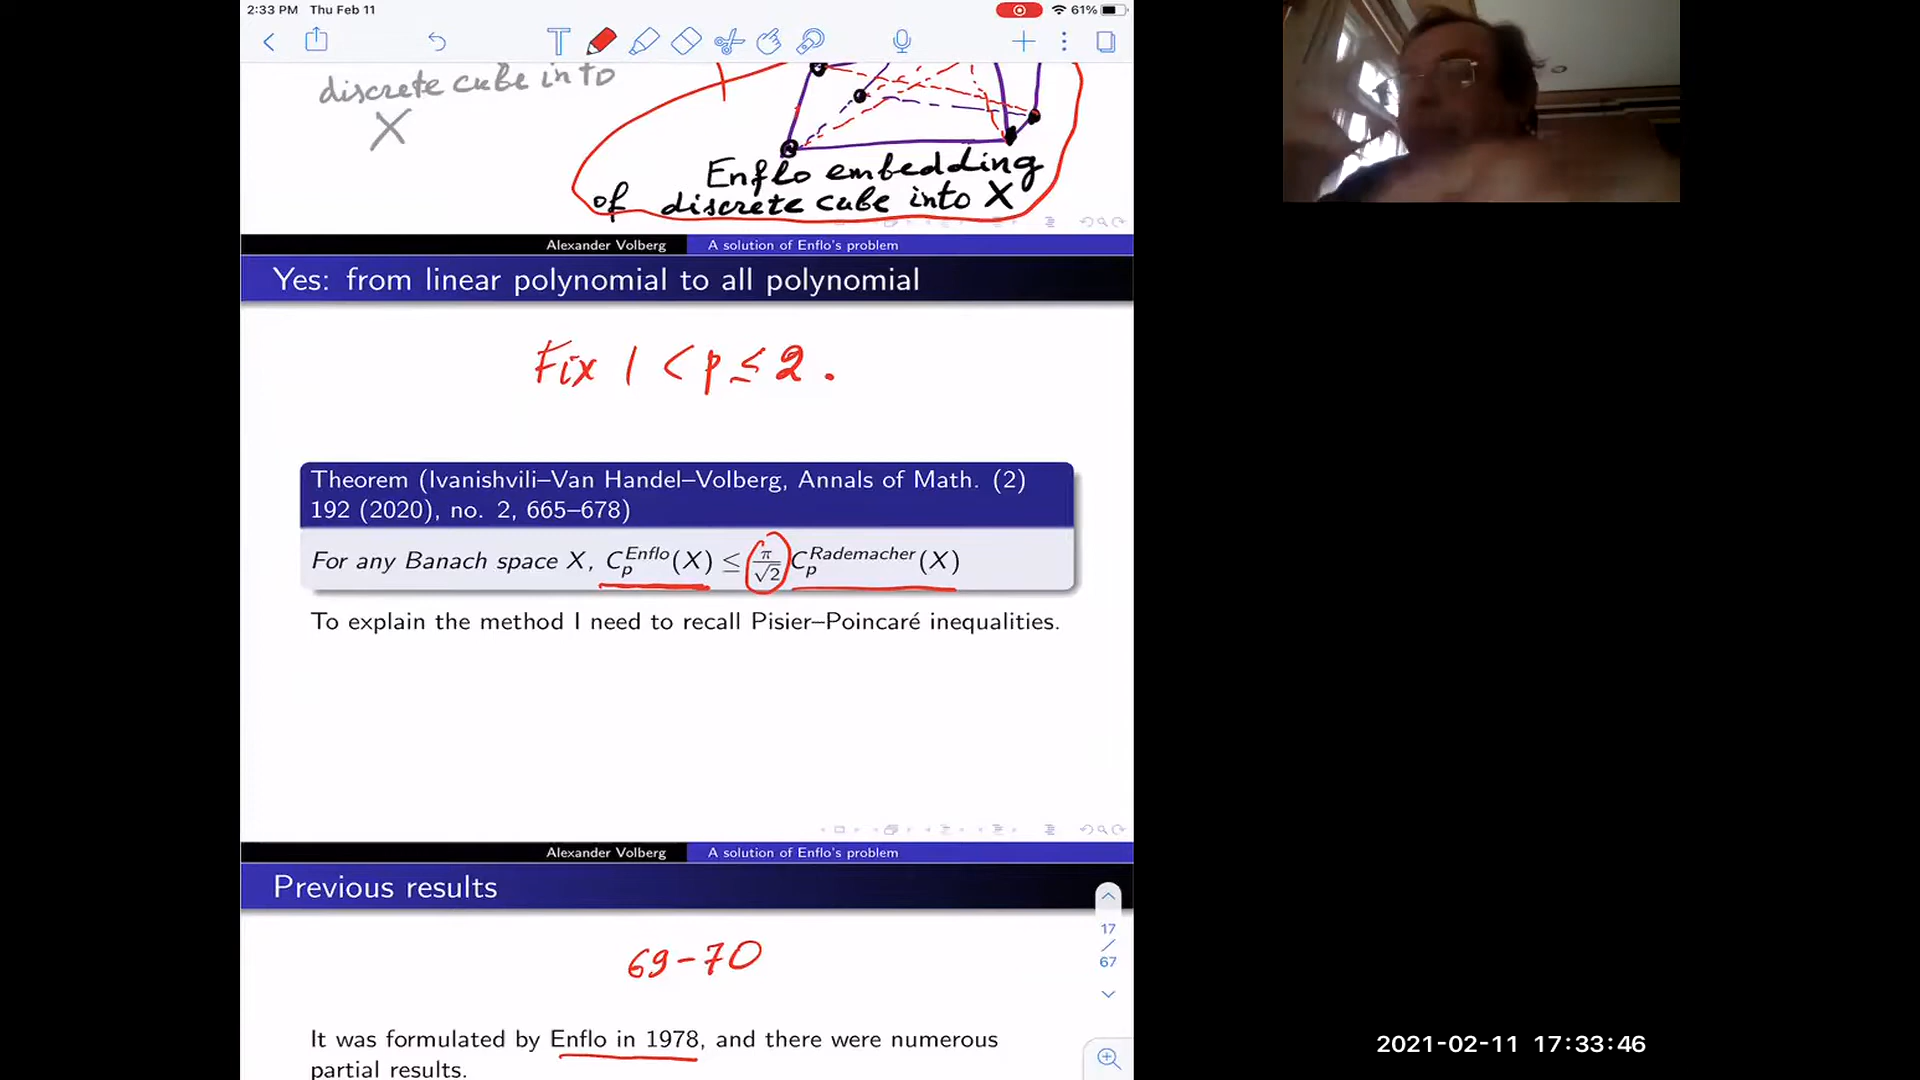 2:33 PM Thu Feb 11
61%
discrete cube into
X
Enflo embedding
of discrete cube into X
Alexander Volberg A solution of Enflo's problem
Yes: from linear polynomial to all polynomial
Fix 1 < p ≤ 2.
Theorem (Ivanishvili–Van Handel–Volberg, Annals of Math. (2)
192 (2020), no. 2, 665–678)
For any Banach space X, C_p^{Enflo}(X) ≤ \frac{π}{√2} C_p^{Rademacher}(X)
To explain the method I need to recall Pisier–Poincaré inequalities.
Alexander Volberg A solution of Enflo's problem
Previous results
17
/
67
69-70
It was formulated by Enflo in 1978, and there were numerous
partial results.
2021-02-11 17:33:46